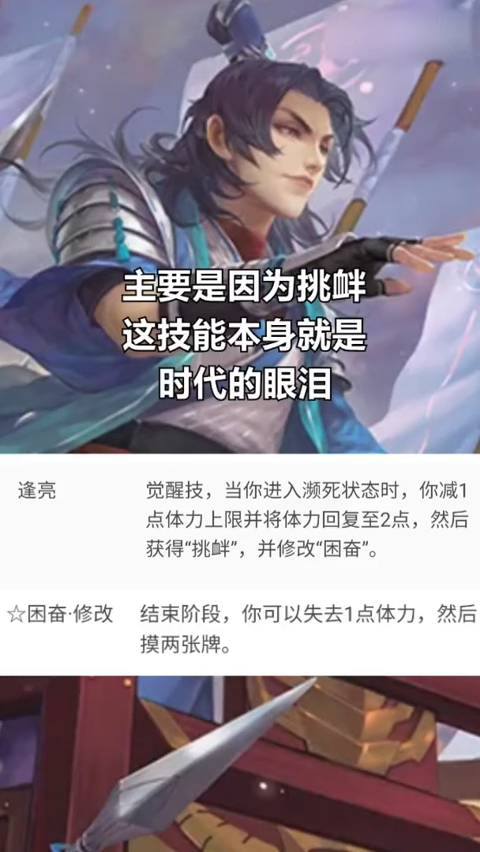 主要是因为挑衅
这技能本身就是
时代的眼泪
逢亮
觉醒技，当你进入濒死状态时，你减1
点体力上限并将体力回复至2点，然后
获得“挑衅”，并修改“困奋”。
☆困奋·修改
结束阶段，你可以失去1点体力，然后
摸两张牌。